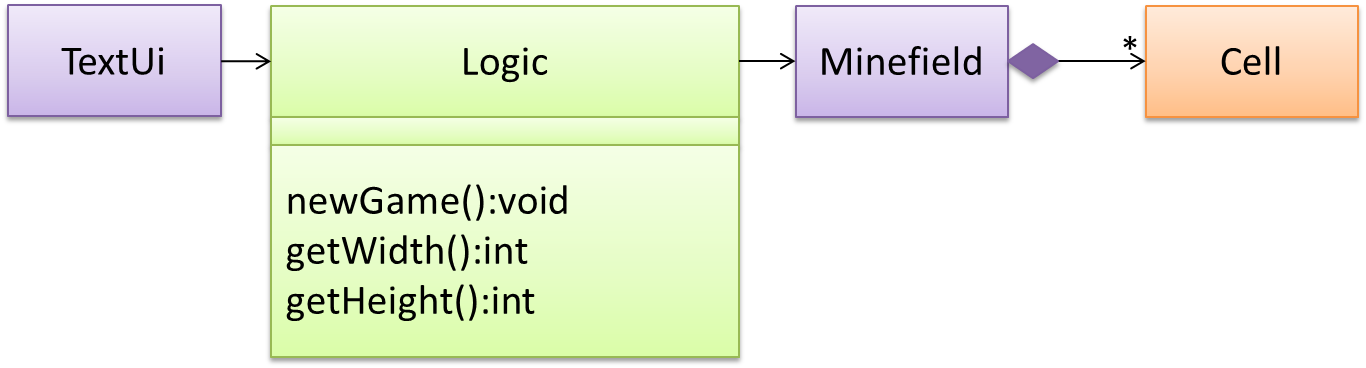 TextUi
Logic
Minefield
*
Cell
newGame():void
getWidth():int
getHeight():int